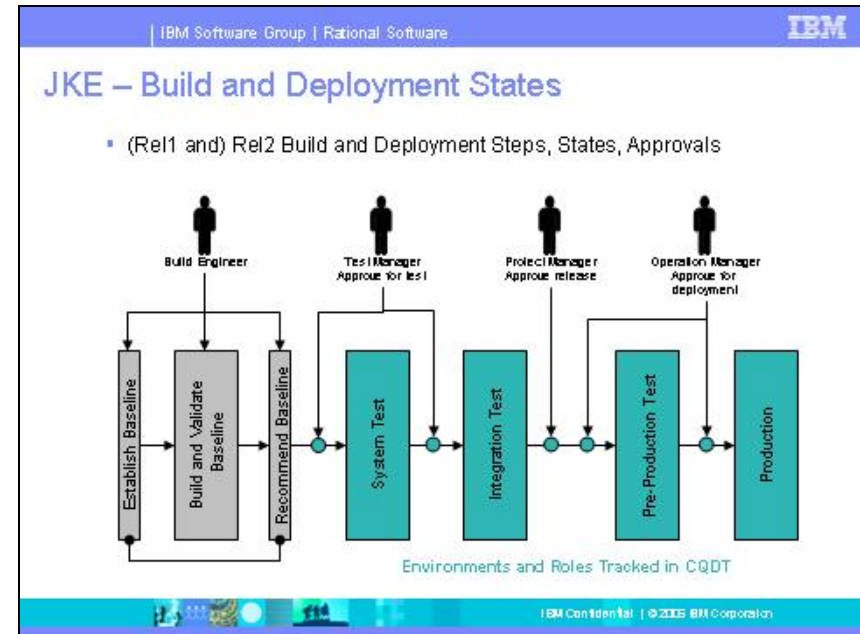 IBM Software Group | Rational Software
IBM
JKE – Build and Deployment States
(Rel1 and) Rel2 Build and Deployment Steps, States, Approvals
Build Engineer
Test Manager
Approve for test
Project Manager
Approve release
Operation Manager
Approve for
deployment
Establish Baseline
Build and Validate
Baseline
Recommend Baseline
System Test
Integration Test
Pre-Production Test
Production
Environments and Roles Tracked in CQDT
IBM Confidential | © 2005 IBM Corporation